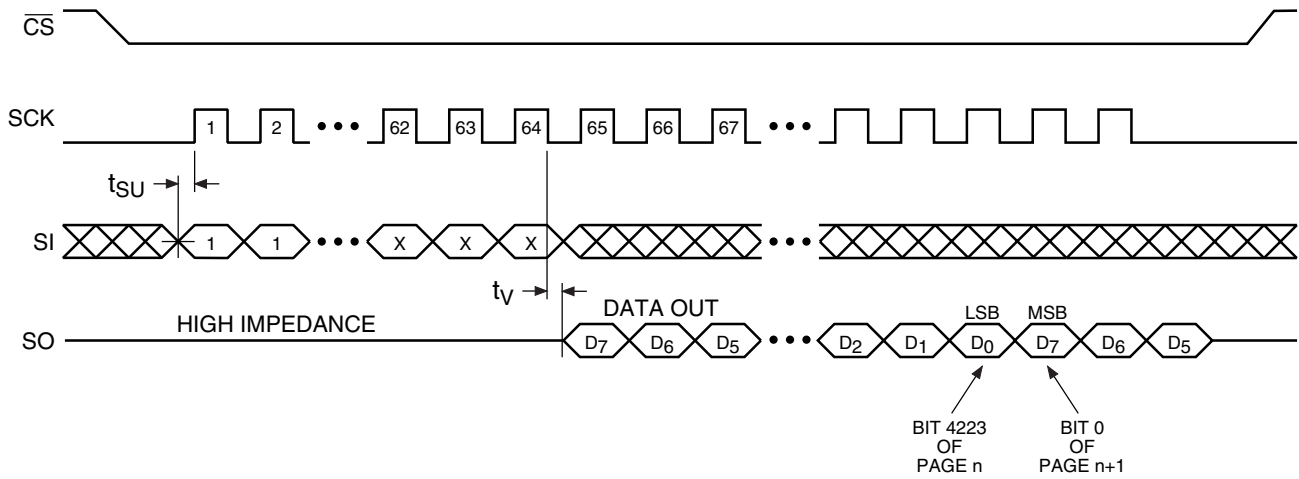 CS
SCK 1 2 ••• 62 63 64 65 66 67 •••
tSU
SI 1 1 ••• X X X •••
tV
HIGH IMPEDANCE DATA OUT LSB MSB
SO D7 D6 D5 ••• D2 D1 D0 D7 D6 D5
BIT 4223 BIT 0
OF OF
PAGE n PAGE n+1